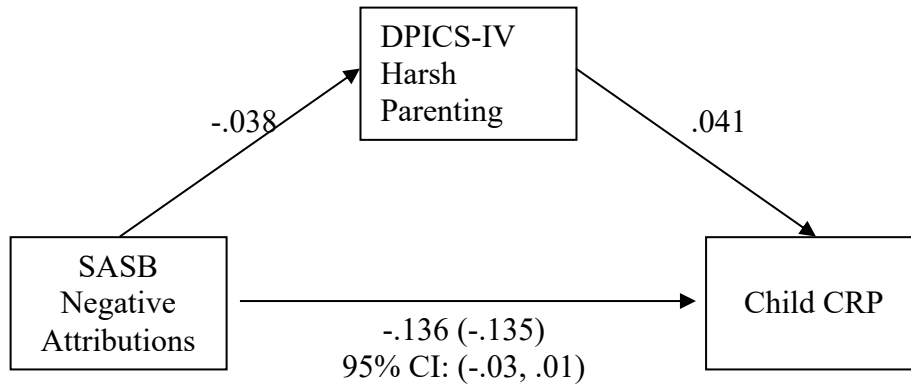 DPICS-IV
Harsh
Parenting
-.038
.041
SASB
Negative
Attributions
Child CRP
-.136 (-.135)
95% CI: (-.03, .01)